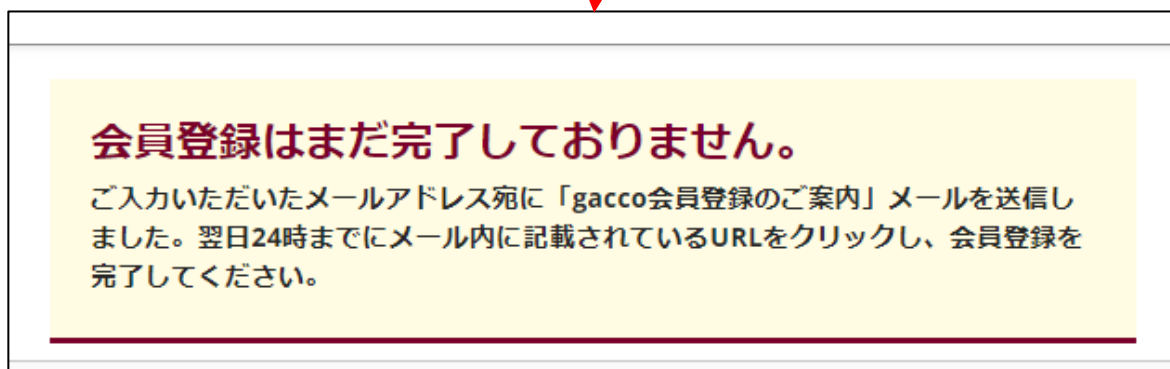 会員登録はまだ完了しておりません。
ご入力いただいたメールアドレス宛に「gacco会員登録のご案内」メールを送信し
ました。翌日24時までにメール内に記載されているURLをクリックし、会員登録を
完了してください。